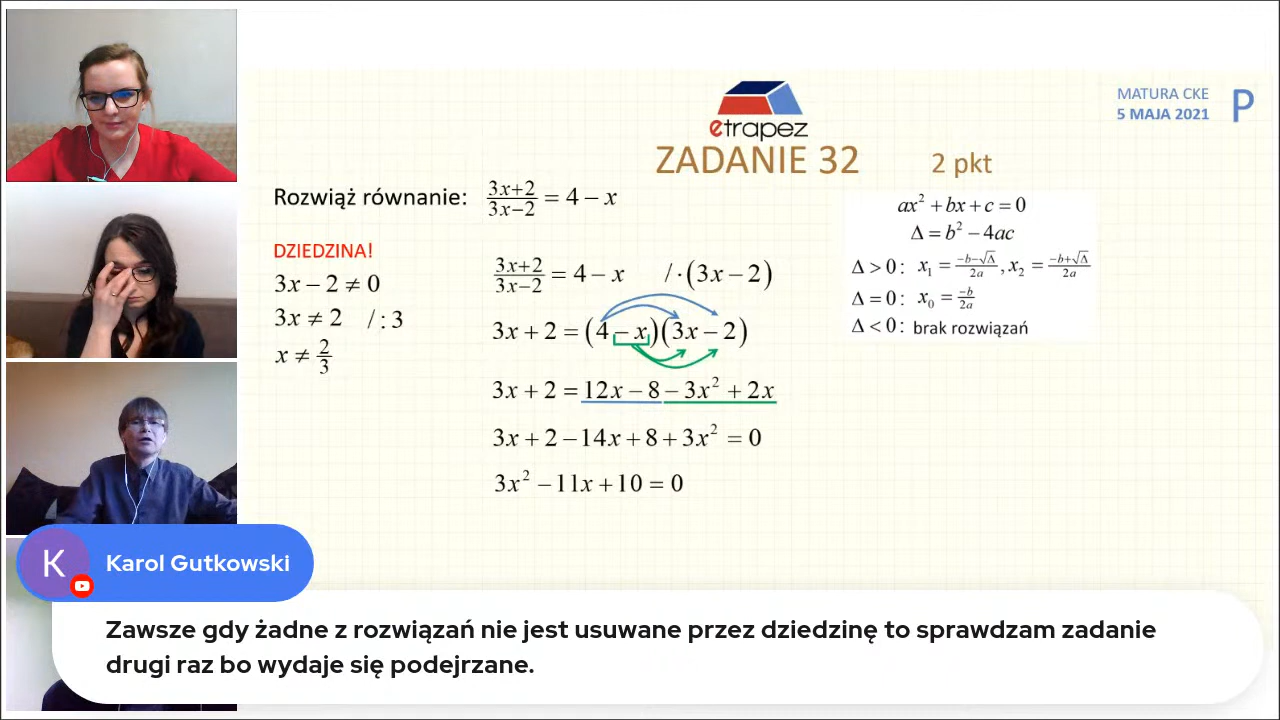 MATURA CKE
5 MAJA 2021
P
etrapez
ZADANIE 32
2 pkt
Rozwiąż równanie: (3x+2)/(3x−2) = 4 − x
DZIEDZINA!
3x − 2 ≠ 0
3x ≠ 2 / : 3
x ≠ 2/3
(3x+2)/(3x−2) = 4 − x / · (3x − 2)
3x + 2 = (4 − x)(3x − 2)
3x + 2 = 12x − 8 − 3x² + 2x
3x + 2 − 14x + 8 + 3x² = 0
3x² − 11x + 10 = 0
ax² + bx + c = 0
Δ = b² − 4ac
Δ > 0 : x₁ = (−b−√Δ)/2a, x₂ = (−b+√Δ)/2a
Δ = 0 : x₀ = −b/2a
Δ < 0 : brak rozwiązań
K
Karol Gutkowski
Zawsze gdy żadne z rozwiązań nie jest usuwane przez dziedzinę to sprawdzam zadanie
drugi raz bo wydaje się podejrzane.